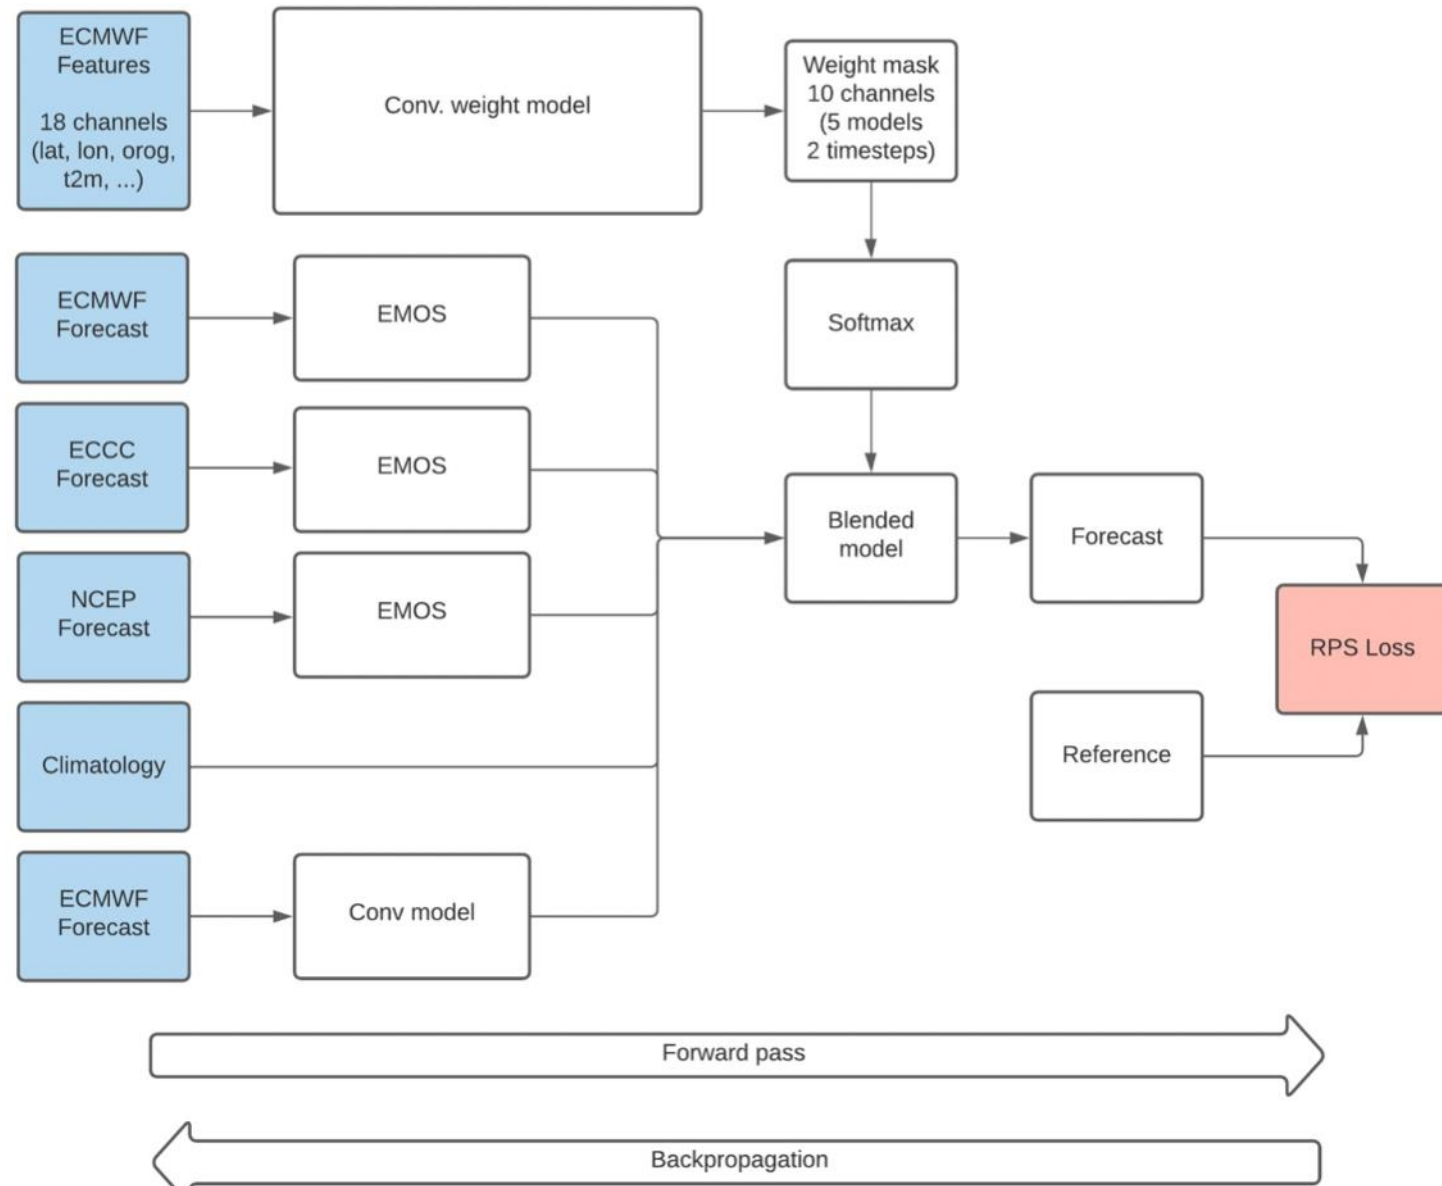 ECMWF
Features
18 channels
(lat, lon, orog,
t2m, ...)
Conv. weight model
Weight mask
10 channels
(5 models
2 timesteps)
ECMWF
Forecast
EMOS
Softmax
ECCC
Forecast
EMOS
Blended
model
Forecast
NCEP
Forecast
EMOS
RPS Loss
Climatology
Reference
ECMWF
Forecast
Conv model
Forward pass
Backpropagation